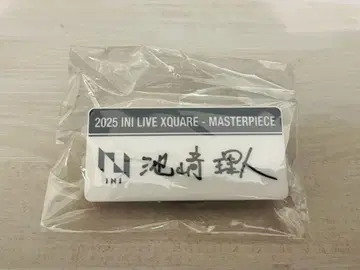 2025 INI LIVE XQUARE - MASTERPIECE
池﨑理人
INI